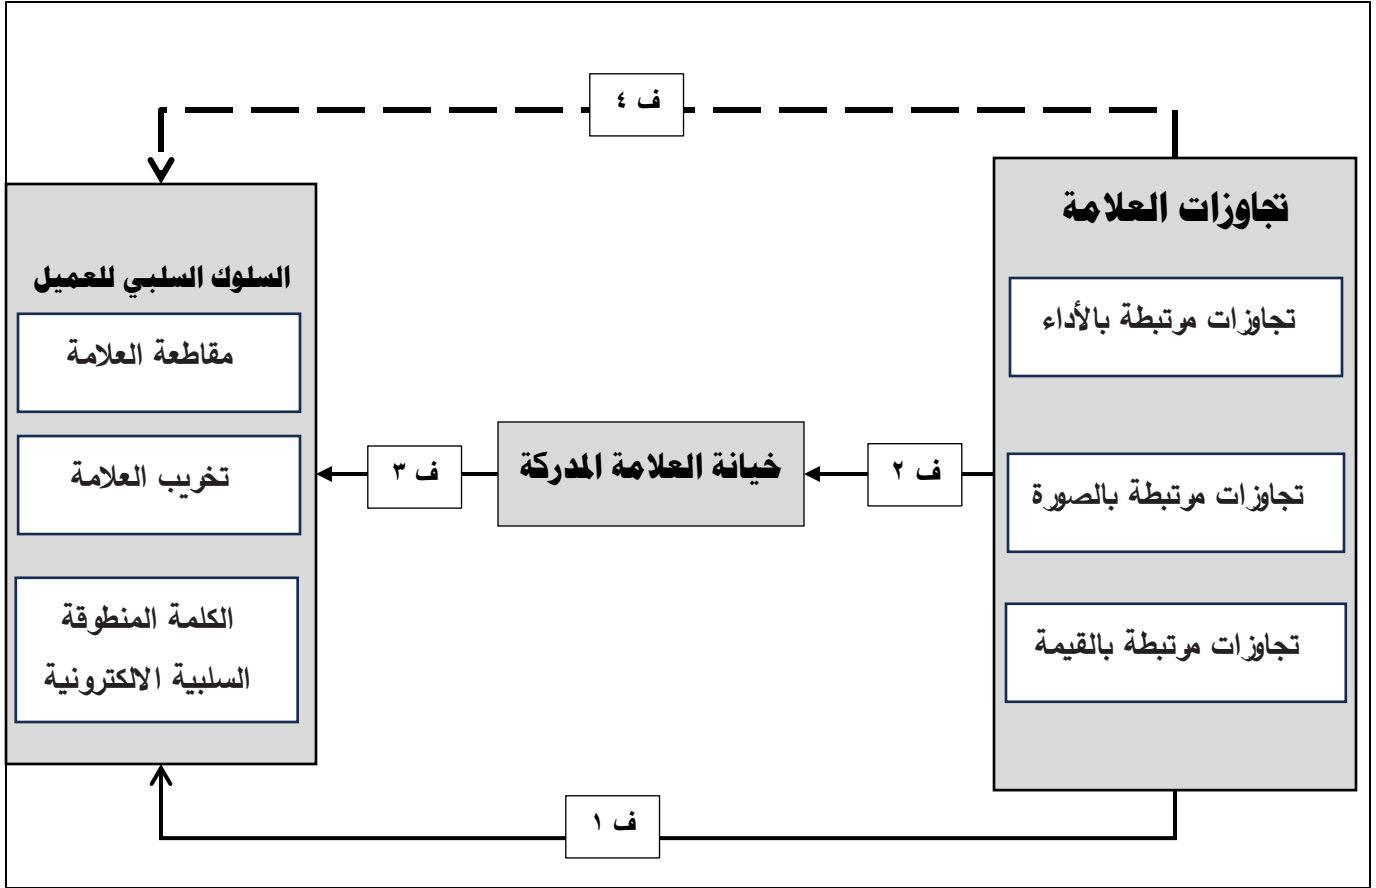 ف ٤
تجاوزات العلامة
تجاوزات مرتبطة بالأداء
تجاوزات مرتبطة بالصورة
تجاوزات مرتبطة بالقيمة
ف ٢
خيانة العلامة المدركة
ف ٣
السلوك السلبي للعميل
مقاطعة العلامة
تخريب العلامة
الكلمة المنطوقة
السلبية الالكترونية
ف ١